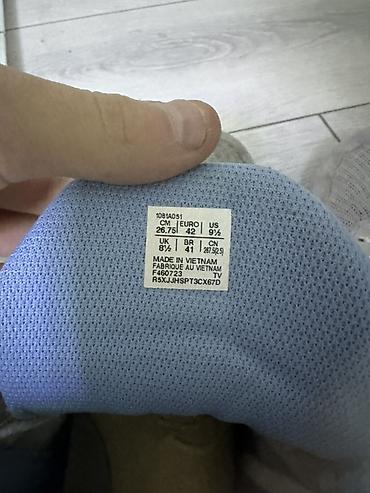 1081A051
CM EURO US
26.75 42 9½
UK BR CN
8½ 41 267.5(2.5)
MADE IN VIETNAM
FABRIQUE AU VIETNAM
F460723 TV
R5XJJHSPT3CX67D